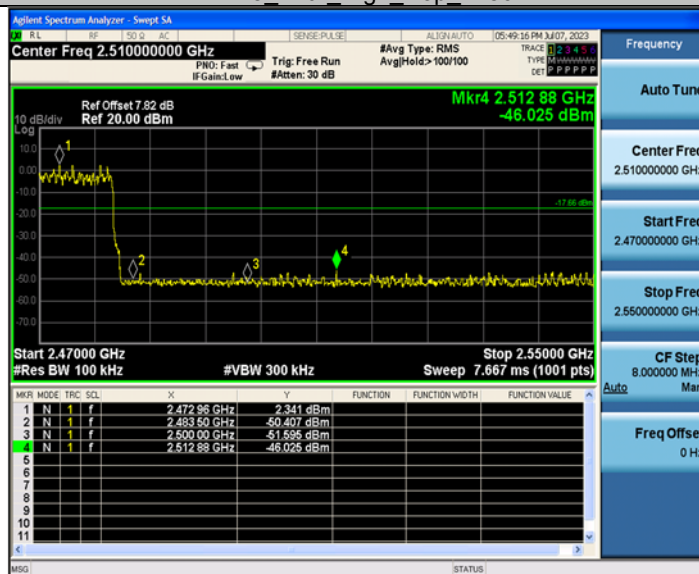 Agilent Spectrum Analyzer - Swept SA
RL RF 50 Ω AC SENSE:PULSE ALIGN AUTO 05:49:16 PM Jul 07, 2023
Center Freq 2.510000000 GHz
PNO: Fast
IFGain:Low
Trig: Free Run
#Atten: 30 dB
#Avg Type: RMS
Avg|Hold:>100/100
TRACE 1 2 3 4 5 6
TYPE MWWWWW
DET P P P P P P
Ref Offset 7.82 dB
Ref 20.00 dBm
10 dB/div
Log
Mkr4 2.512 88 GHz
-46.025 dBm
10.0
0.00
-10.0
-20.0
-30.0
-40.0
-50.0
-60.0
-70.0
1
2
3
4
-17.66 dBm
Start 2.47000 GHz
Stop 2.55000 GHz
#Res BW 100 kHz
#VBW 300 kHz
Sweep 7.667 ms (1001 pts)
MKR MODE TRC SCL X Y FUNCTION FUNCTION WIDTH FUNCTION VALUE
1 N 1 f 2.472 96 GHz 2.341 dBm
2 N 1 f 2.483 50 GHz -50.407 dBm
3 N 1 f 2.500 00 GHz -51.595 dBm
4 N 1 f 2.512 88 GHz -46.025 dBm
5
6
7
8
9
10
11
MSG
STATUS
Frequency
Auto Tune
Center Freq
2.510000000 GHz
Start Freq
2.470000000 GHz
Stop Freq
2.550000000 GHz
CF Step
8.000000 MHz
Auto Man
Freq Offset
0 Hz